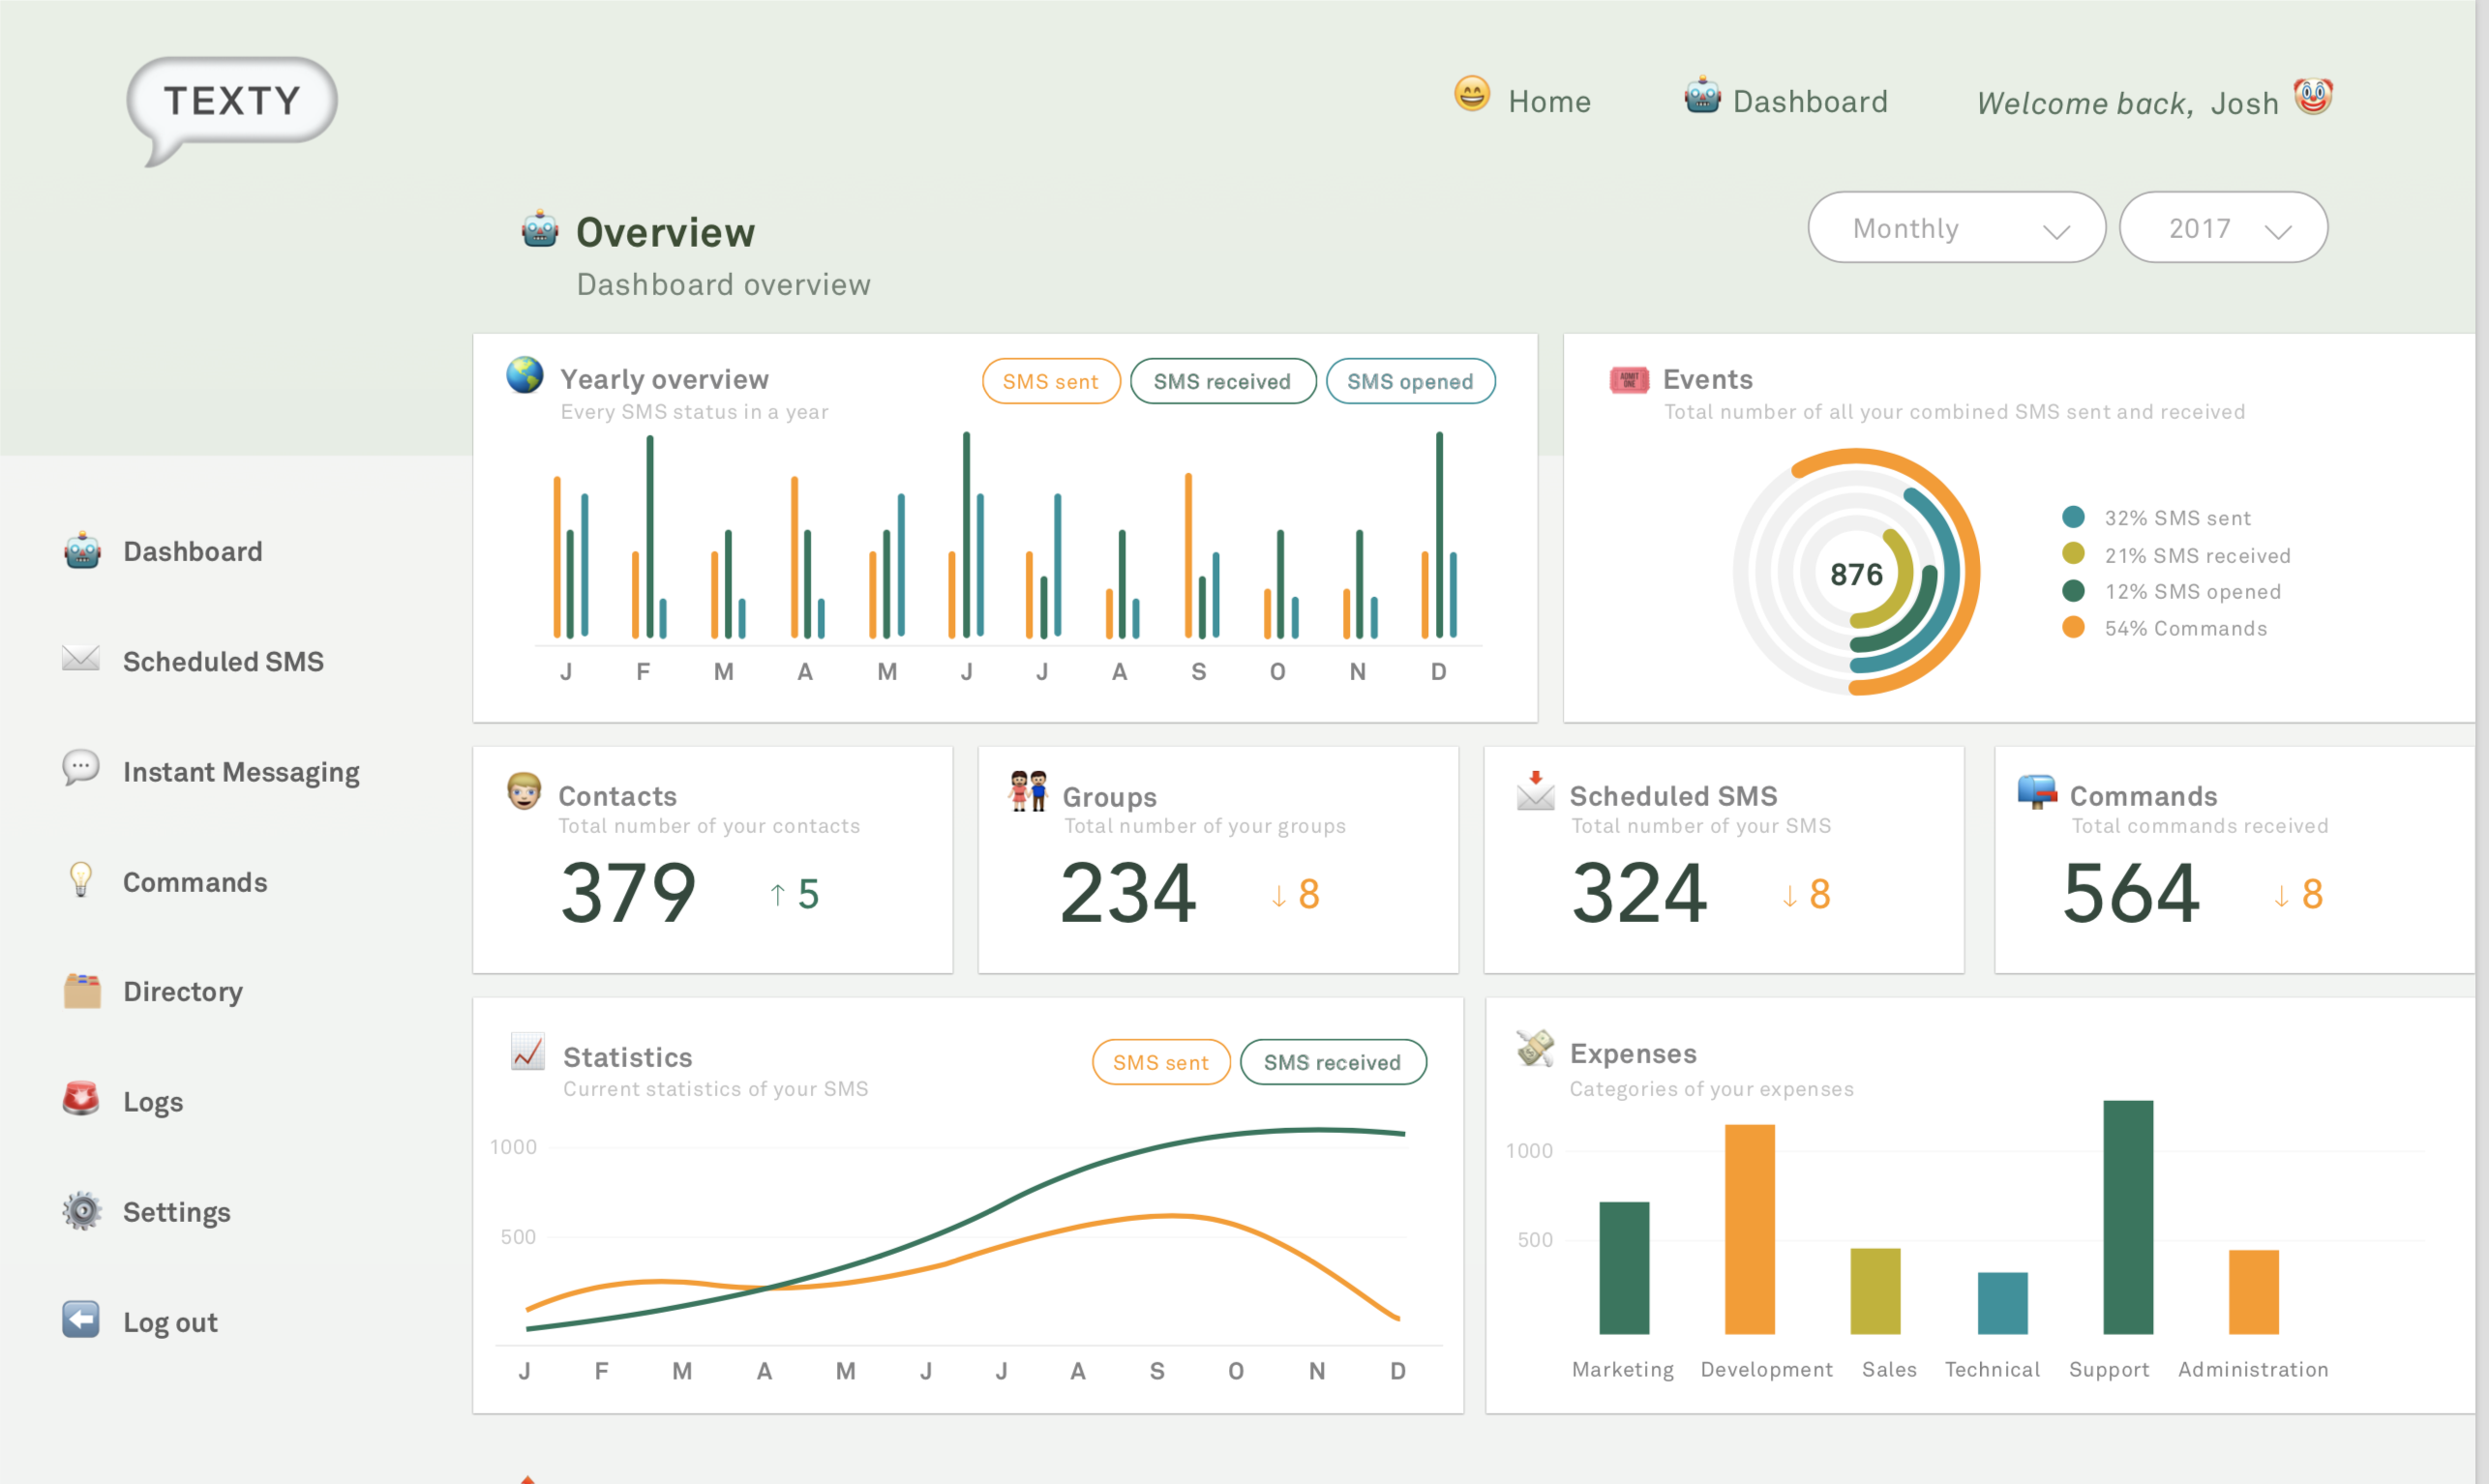 TEXTY
Home
Dashboard
Welcome back, Josh
Monthly
2017
Overview
Dashboard overview
Dashboard
Scheduled SMS
Instant Messaging
Commands
Directory
Logs
Settings
Log out
Yearly overview
Every SMS status in a year
SMS sent
SMS received
SMS opened
J F M A M J J A S O N D
ADMIT
ONE
Events
Total number of all your combined SMS sent and received
876
32% SMS sent
21% SMS received
12% SMS opened
54% Commands
Contacts
Total number of your contacts
379 ↑ 5
Groups
Total number of your groups
234 ↓ 8
Scheduled SMS
Total number of your SMS
324 ↓ 8
Commands
Total commands received
564 ↓ 8
Statistics
Current statistics of your SMS
SMS sent
SMS received
1000
500
J F M A M J J A S O N D
Expenses
Categories of your expenses
1000
500
Marketing Development Sales Technical Support Administration